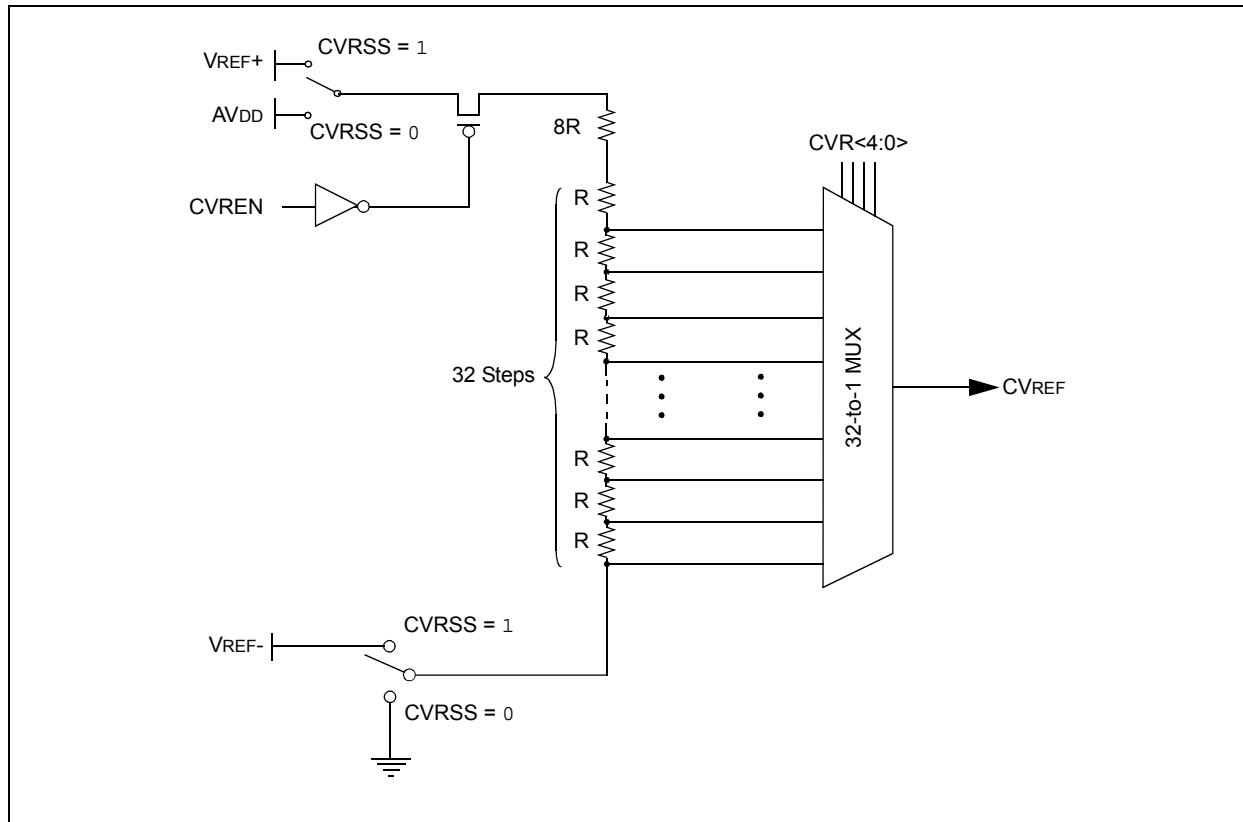 CVRSS = 1
VREF+
AVDD
CVRSS = 0
8R
CVR<4:0>
CVREN
R
R
R
R
32 Steps
32-to-1 MUX
CVREF
R
R
R
CVRSS = 1
VREF-
CVRSS = 0